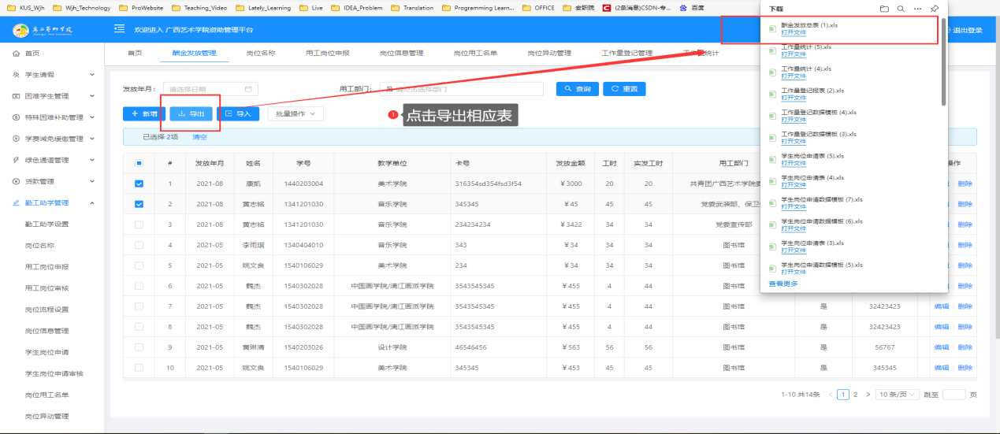 KUS_Wjh Wjh_Technology ProWebsite Teaching_Video Lately_Learning Live IDEA_Problem Translation Programming Learn... OFFICE 安职院 (2条消息)CSDN-专... 百度
下载
欢迎进入 广西艺术学院资助管理平台
退出登录
酬金发放总表 (1).xls
打开文件
工作量统计 (5).xls
打开文件
工作量统计 (4).xls
打开文件
工作量登记报表 (2).xls
打开文件
工作量登记数据模板 (4).xls
打开文件
工作量登记数据模板 (3).xls
打开文件
学生岗位申请表 (5).xls
打开文件
学生岗位申请表 (4).xls
打开文件
学生岗位申请数据模板 (7).xls
打开文件
学生岗位申请数据模板 (6).xls
打开文件
学生岗位申请表 (3).xls
打开文件
学生岗位申请数据模板 (5).xls
打开文件
查看更多
首页
学生请假
困难学生管理
特殊困难补助管理
学费减免缓缴管理
绿色通道管理
贷款管理
勤工助学管理
勤工助学设置
岗位名称
用工岗位申报
用工岗位审核
岗位流程设置
岗位信息管理
学生岗位申请
学生岗位申请审核
岗位用工名单
岗位异动管理
首页 酬金发放管理 岗位名称 用工岗位申报 岗位信息管理 岗位用工名单 岗位异动管理 工作量登记管理 工作量统计
发放年月: 请选择日期 用工部门: 请点击选择部门 查询 重置
+ 新增 导出 导入 批量操作
1 点击导出相应表
已选择 2项 清空
# 发放年月 姓名 学号 教学单位 卡号 发放金额 工时 实发工时 用工部门 操作
1 2021-08 康凯 1440203004 美术学院 316354sd354fsd3f54 ¥ 3000 20 20 共青团广西艺术学院委 删除
2 2021-08 黄志铭 1341201030 音乐学院 345345 ¥ 45 45 45 党委武装部、保卫 删除
3 2021-08 黄志铭 1341201030 音乐学院 234234234 ¥ 3422 34 34 党委宣传部 删除
4 2021-05 李雨琪 1340404010 音乐学院 343 ¥ 34 34 34 图书馆 删除
5 2021-05 姚文奂 1540106029 美术学院 234 ¥ 34 34 34 图书馆 删除
6 2021-05 魏杰 1540302028 中国画学院/漓江画派学院 3543545345 ¥ 455 4 44 图书馆 删除
7 2021-05 魏杰 1540302028 中国画学院/漓江画派学院 3543545345 ¥ 455 4 44 图书馆 是 32423423 编辑 删除
8 2021-05 魏杰 1540302028 中国画学院/漓江画派学院 3543545345 ¥ 455 4 44 图书馆 是 32423423 编辑 删除
9 2021-05 黄琳清 1540203026 设计学院 46546456 ¥ 563 56 56 图书馆 是 56767 编辑 删除
10 2021-05 姚文奂 1540106029 美术学院 345345 ¥ 453 45 45 图书馆 是 345345 编辑 删除
1-10 共14条 < 1 2 > 10 条/页 跳至 页